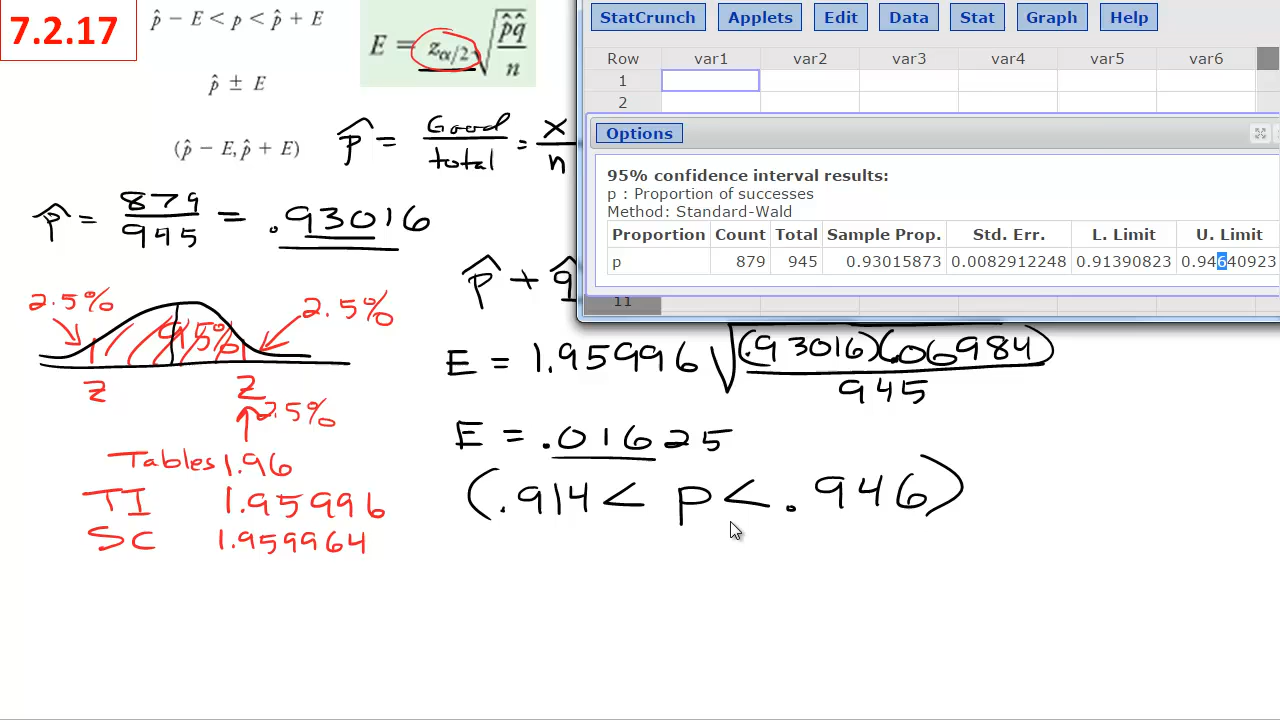 7.2.17
p̂ − E < p < p̂ + E
p̂ ± E
(p̂ − E, p̂ + E)
E = zα/2 √(p̂q̂/n)
p̂ = Good/total = x/n
p̂ = 879/945 = .93016
2.5%
95%
2.5%
Z
Z
2.5%
Tables 1.96
TI 1.95996
SC 1.959964
p̂ + q̂
E = 1.95996 √((.93016)(.06984)/945)
E = .01625
(.914 < p < .946)
StatCrunch Applets Edit Data Stat Graph Help
Row var1 var2 var3 var4 var5 var6
1
2
Options
95% confidence interval results:
p : Proportion of successes
Method: Standard-Wald
Proportion Count Total Sample Prop. Std. Err. L. Limit U. Limit
p 879 945 0.93015873 0.0082912248 0.91390823 0.94640923
11